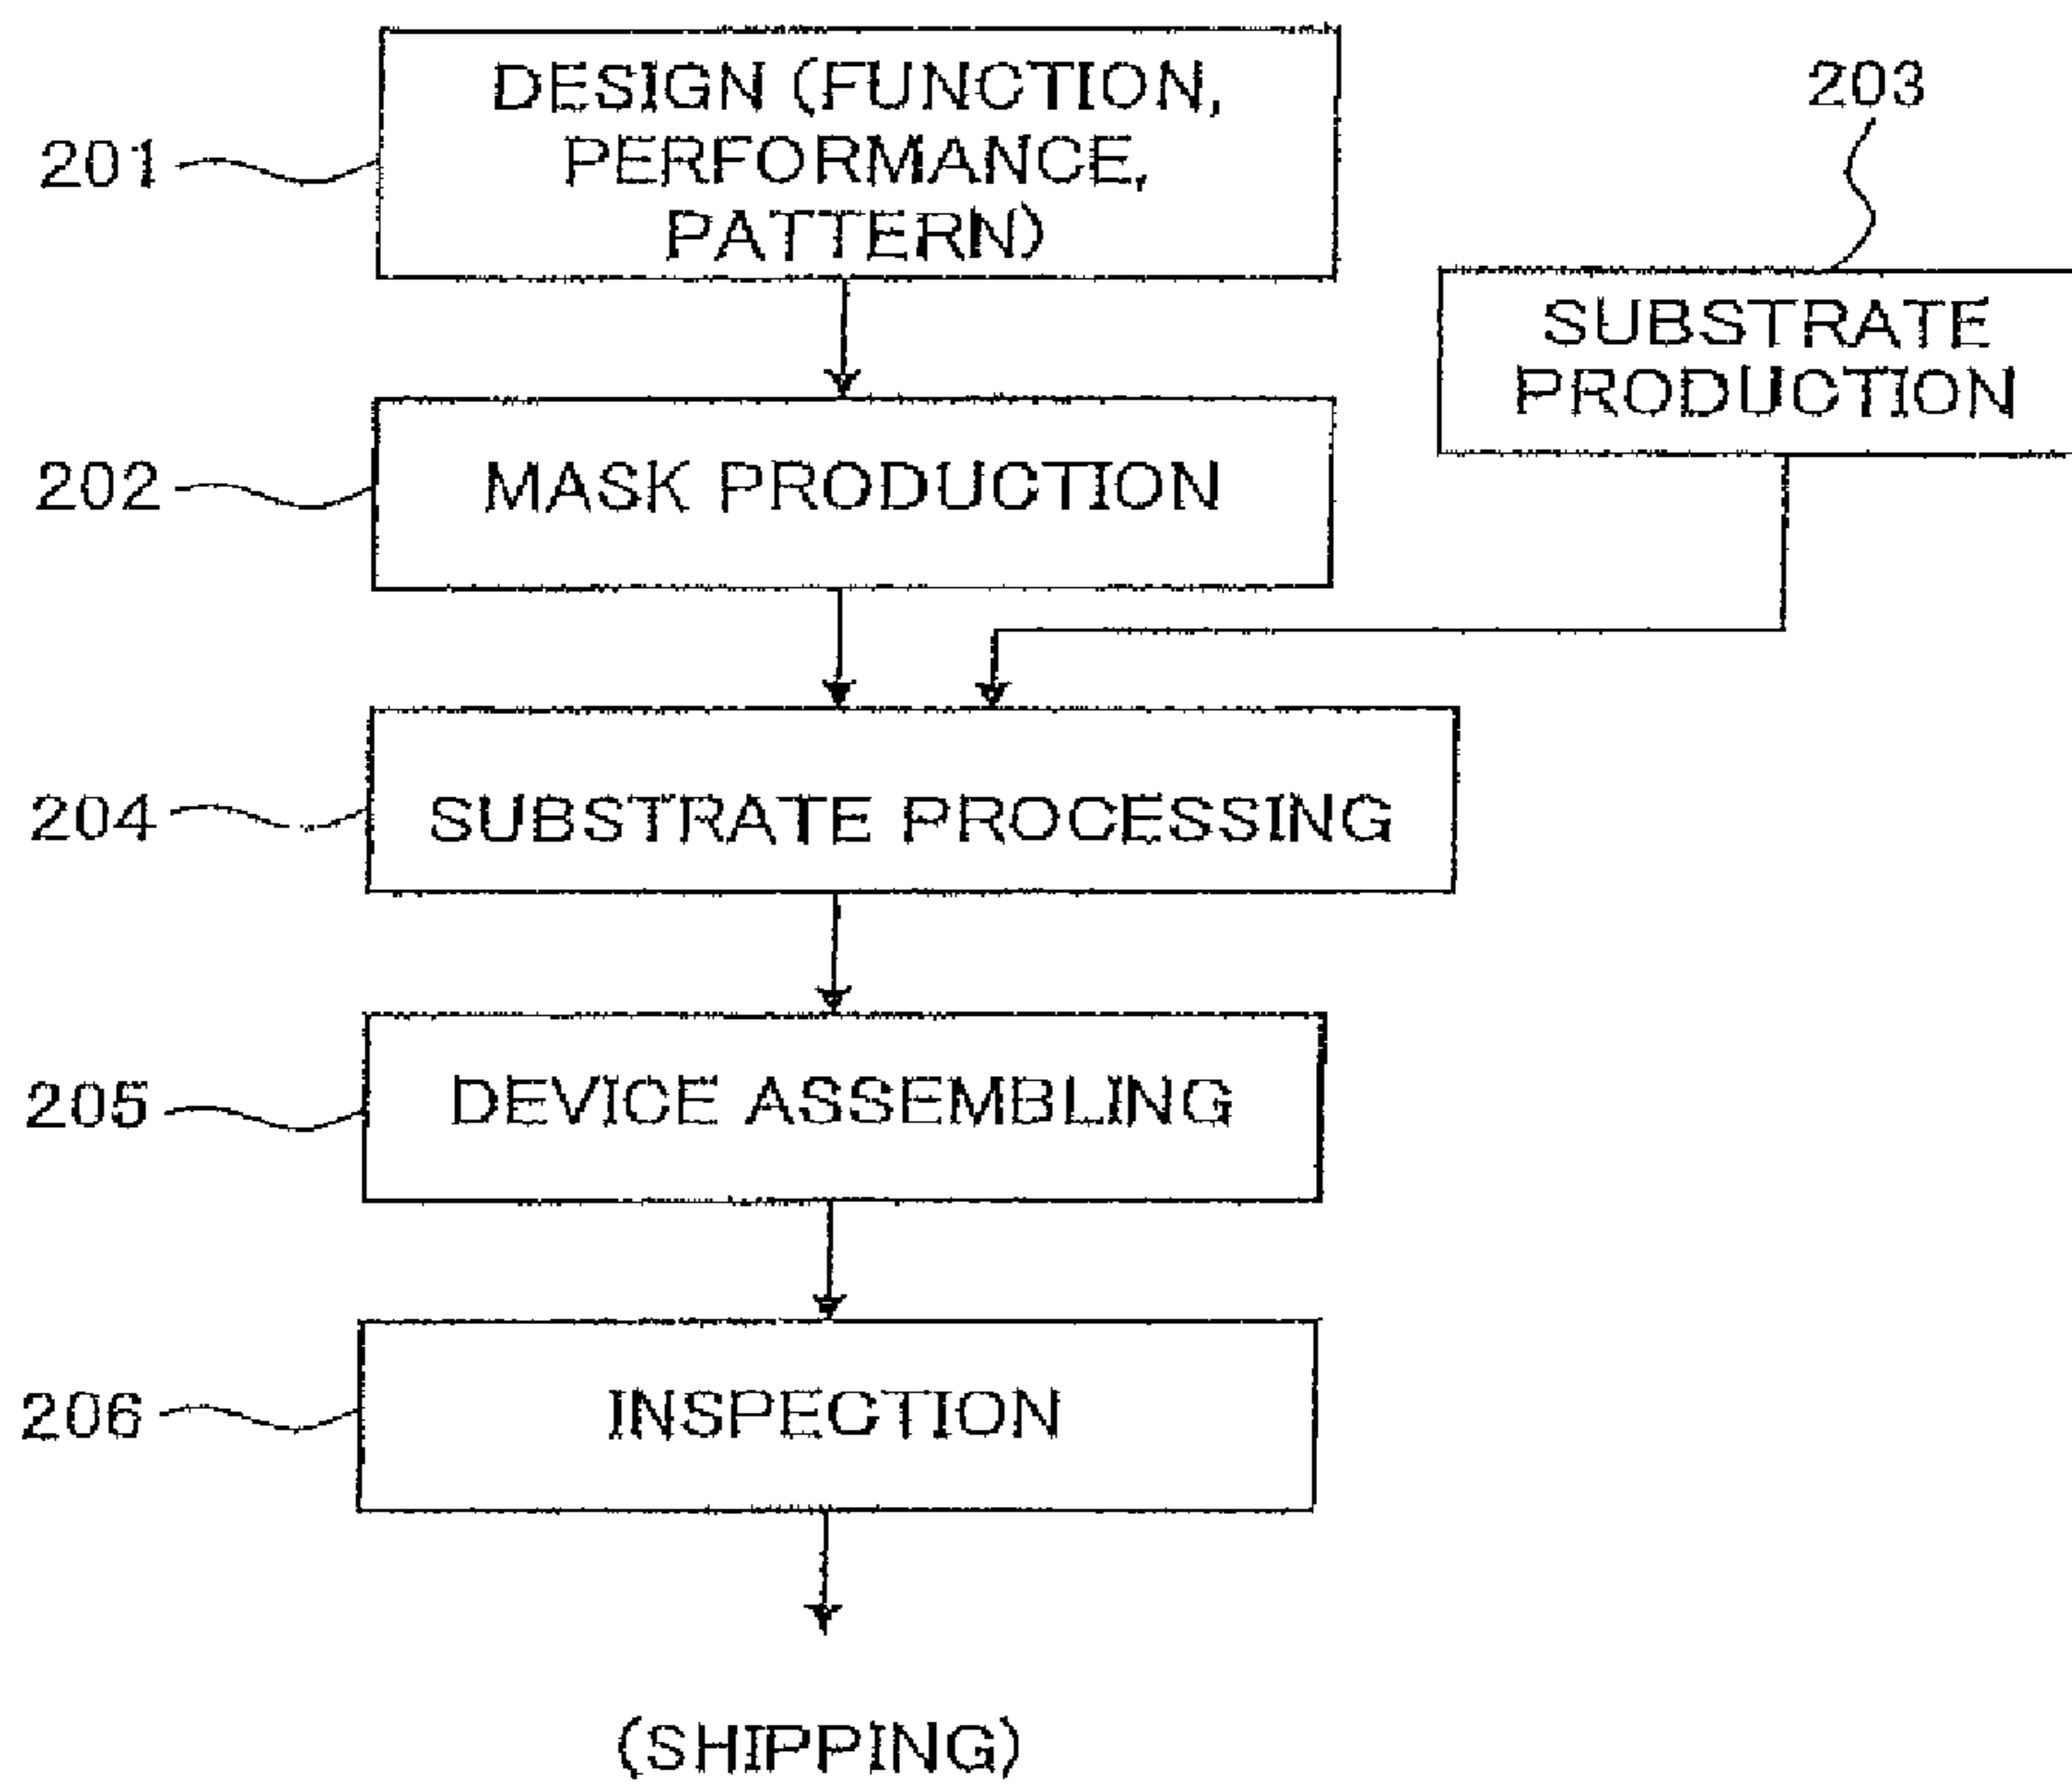 DESIGN (FUNCTION,
PERFORMANCE,
PATTERN)
201
203
SUBSTRATE
PRODUCTION
202
MASK PRODUCTION
204
SUBSTRATE PROCESSING
205
DEVICE ASSEMBLING
206
INSPECTION
(SHIPPING)